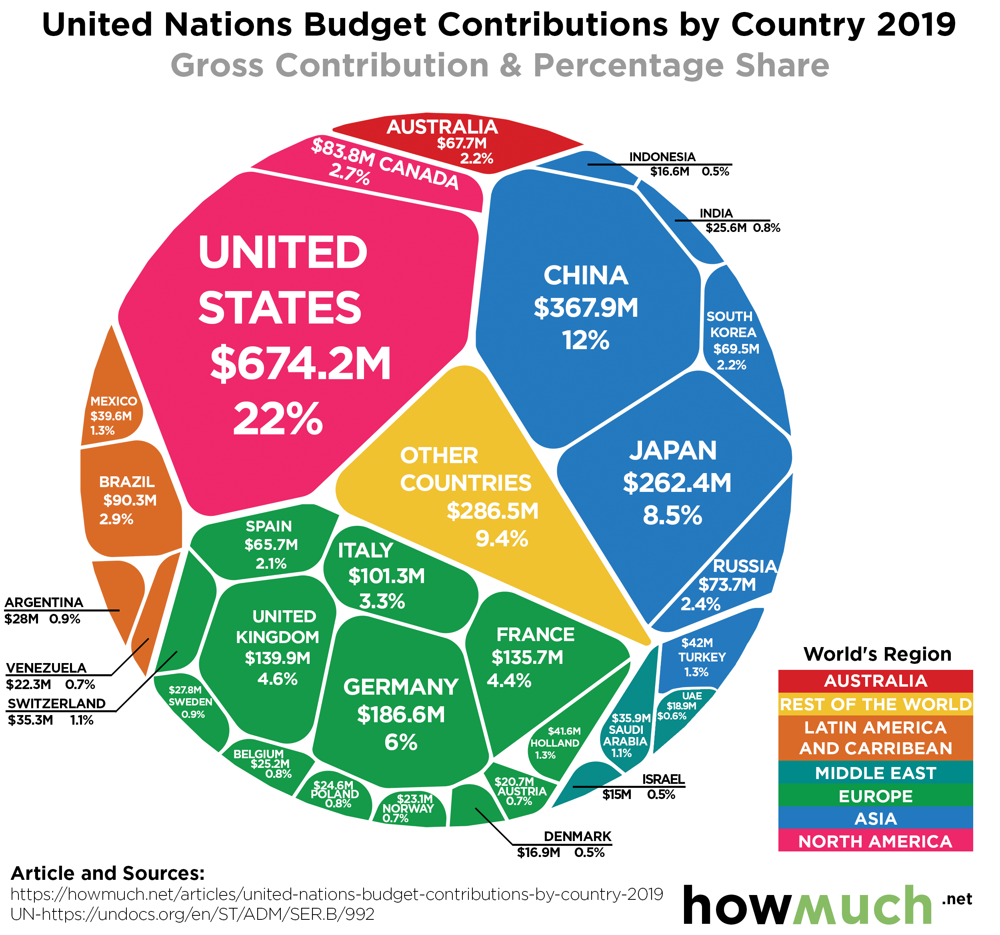 United Nations Budget Contributions by Country 2019
Gross Contribution & Percentage Share
AUSTRALIA
$67.7M
2.2%
$83.8M CANADA
2.7%
INDONESIA
$16.6M 0.5%
INDIA
$25.6M 0.8%
UNITED
STATES
$674.2M
22%
CHINA
$367.9M
12%
SOUTH
KOREA
$69.5M
2.2%
MEXICO
$39.6M
1.3%
BRAZIL
$90.3M
2.9%
OTHER
COUNTRIES
$286.5M
9.4%
JAPAN
$262.4M
8.5%
RUSSIA
$73.7M
2.4%
SPAIN
$65.7M
2.1%
ITALY
$101.3M
3.3%
ARGENTINA
$28M 0.9%
VENEZUELA
$22.3M 0.7%
SWITZERLAND
$35.3M 1.1%
UNITED
KINGDOM
$139.9M
4.6%
GERMANY
$186.6M
6%
FRANCE
$135.7M
4.4%
$42M
TURKEY
1.3%
UAE
$18.9M
$0.6%
$35.9M
SAUDI
ARABIA
1.1%
$41.6M
HOLLAND
1.3%
$27.8M
SWEDEN
0.9%
BELGIUM
$25.2M
0.8%
$24.6M
POLAND
0.8%
$23.1M
NORWAY
0.7%
$20.7M
AUSTRIA
0.7%
ISRAEL
$15M 0.5%
DENMARK
$16.9M 0.5%
World's Region
AUSTRALIA
REST OF THE WORLD
LATIN AMERICA
AND CARRIBEAN
MIDDLE EAST
EUROPE
ASIA
NORTH AMERICA
Article and Sources:
https://howmuch.net/articles/united-nations-budget-contributions-by-country-2019
UN-https://undocs.org/en/ST/ADM/SER.B/992
howmuch.net